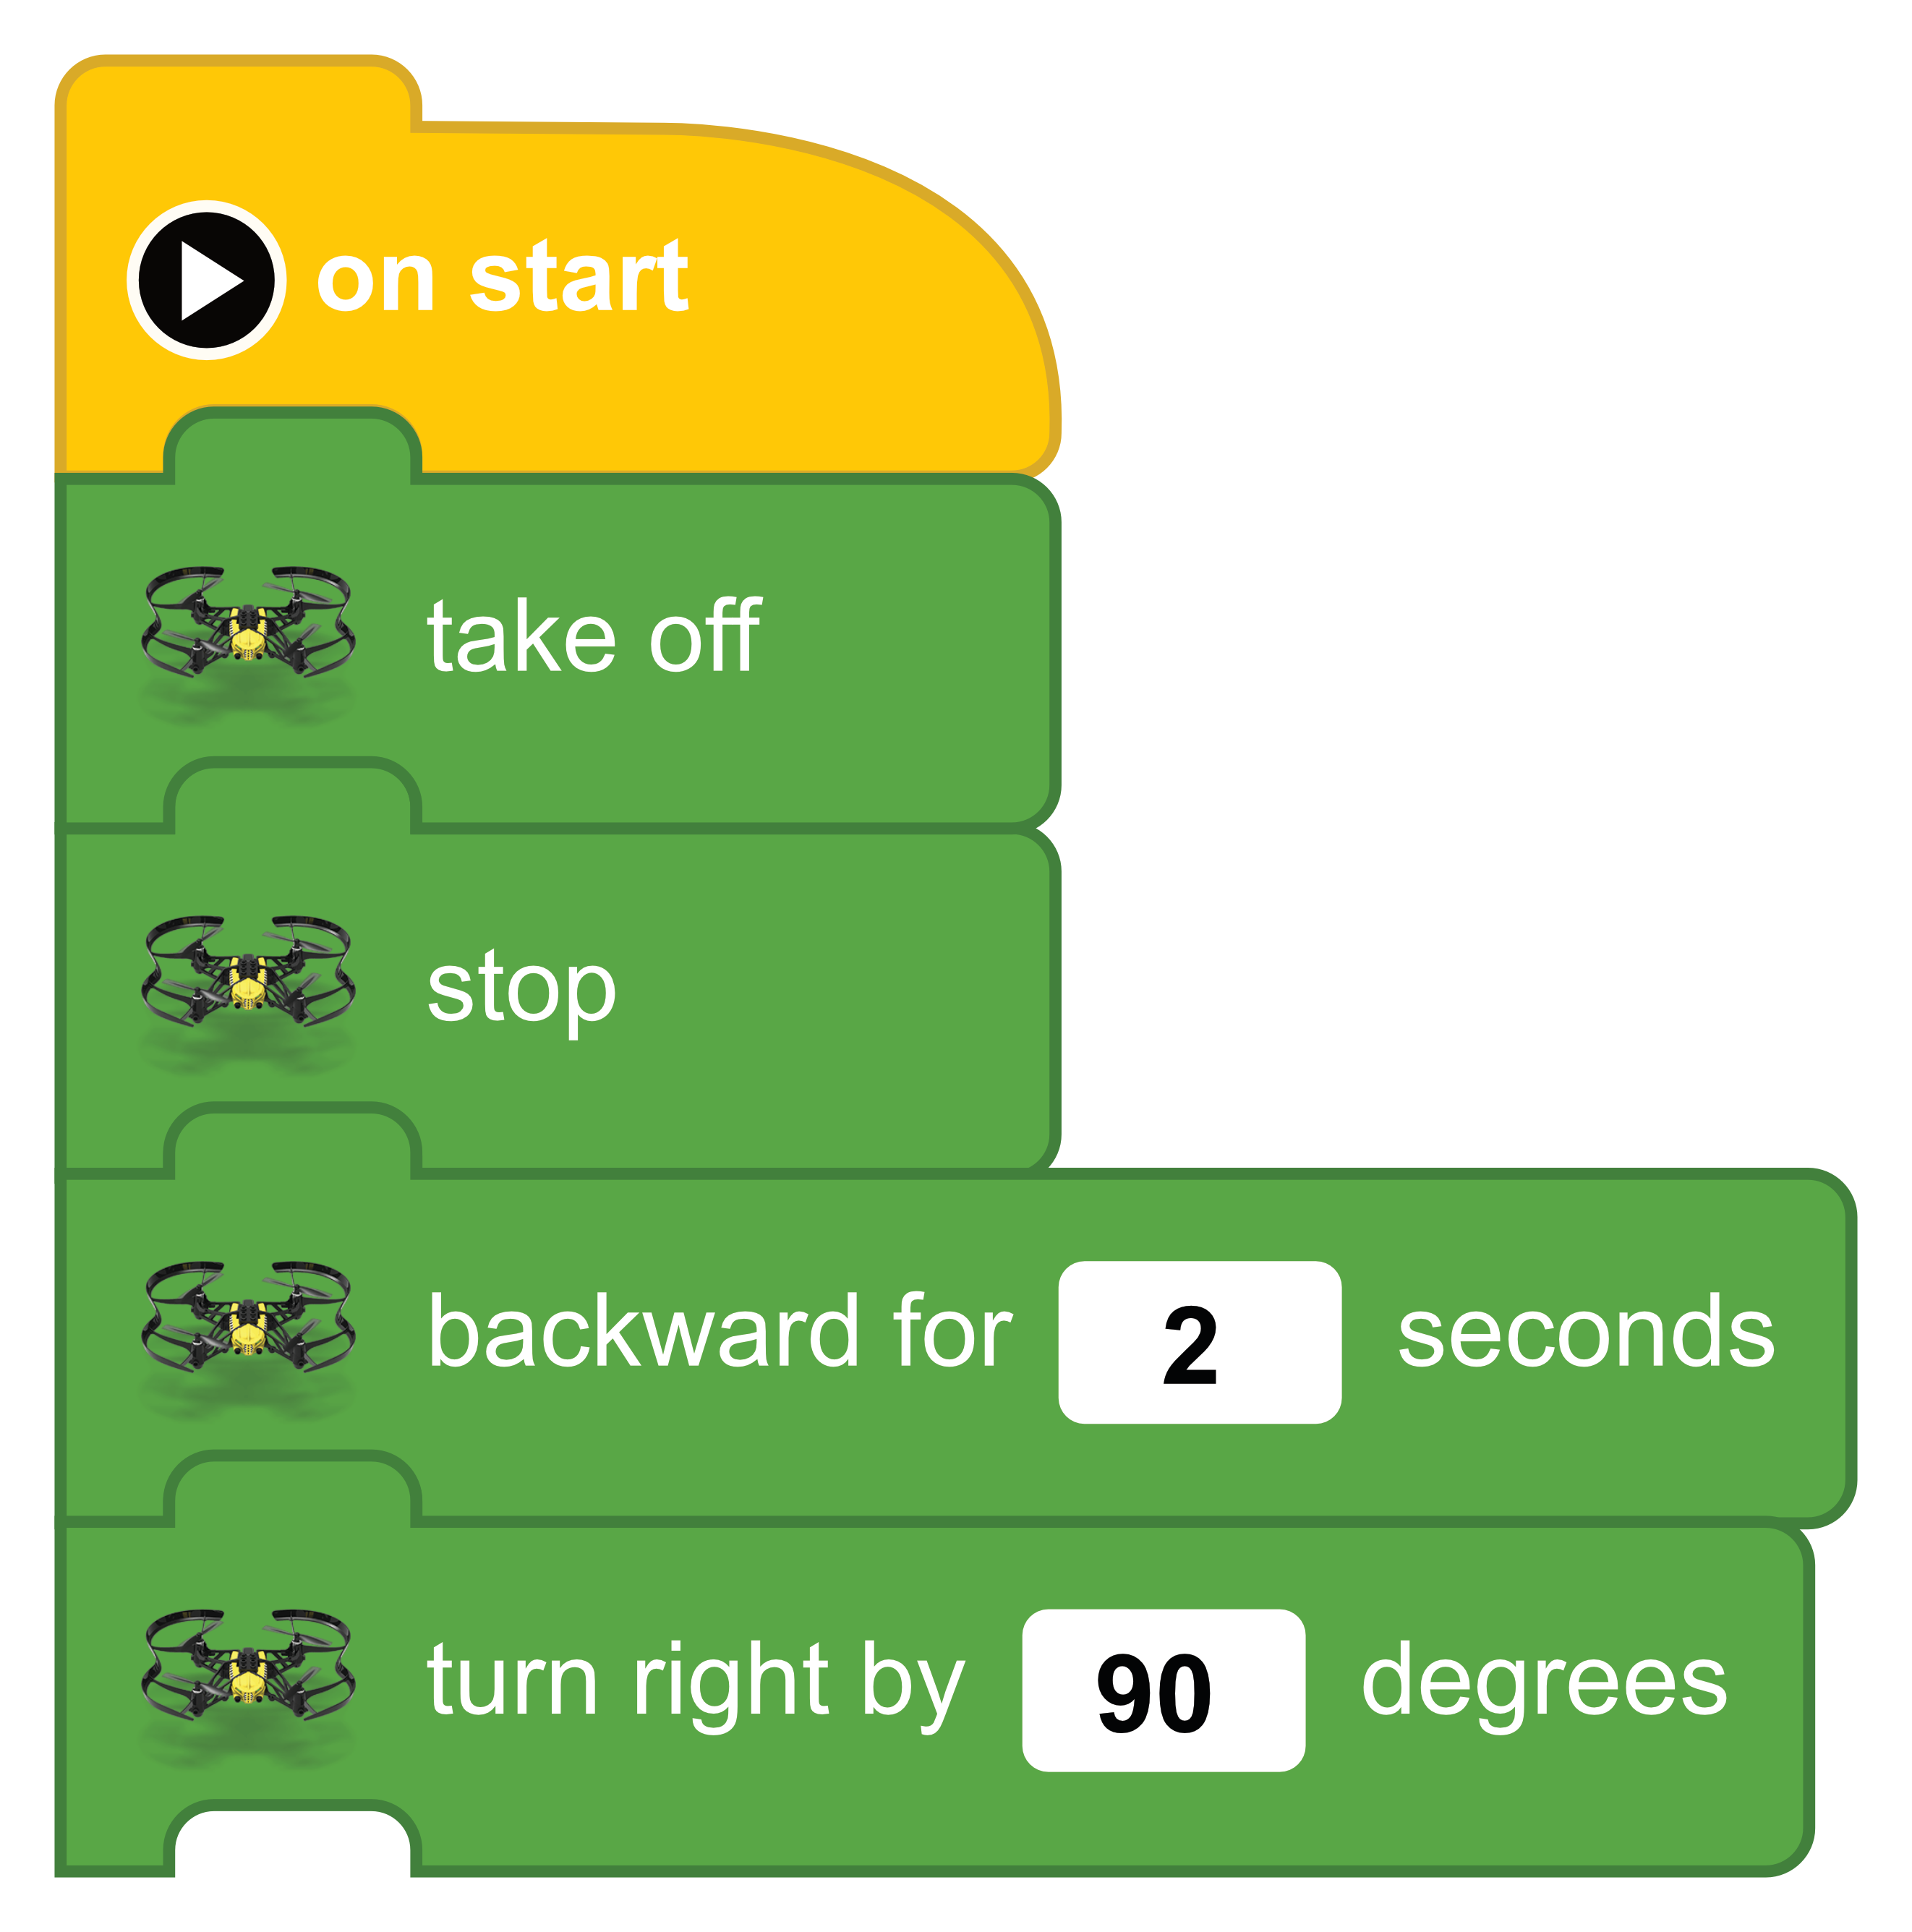 on start
take off
stop
backward for 2 seconds
turn right by 90 degrees